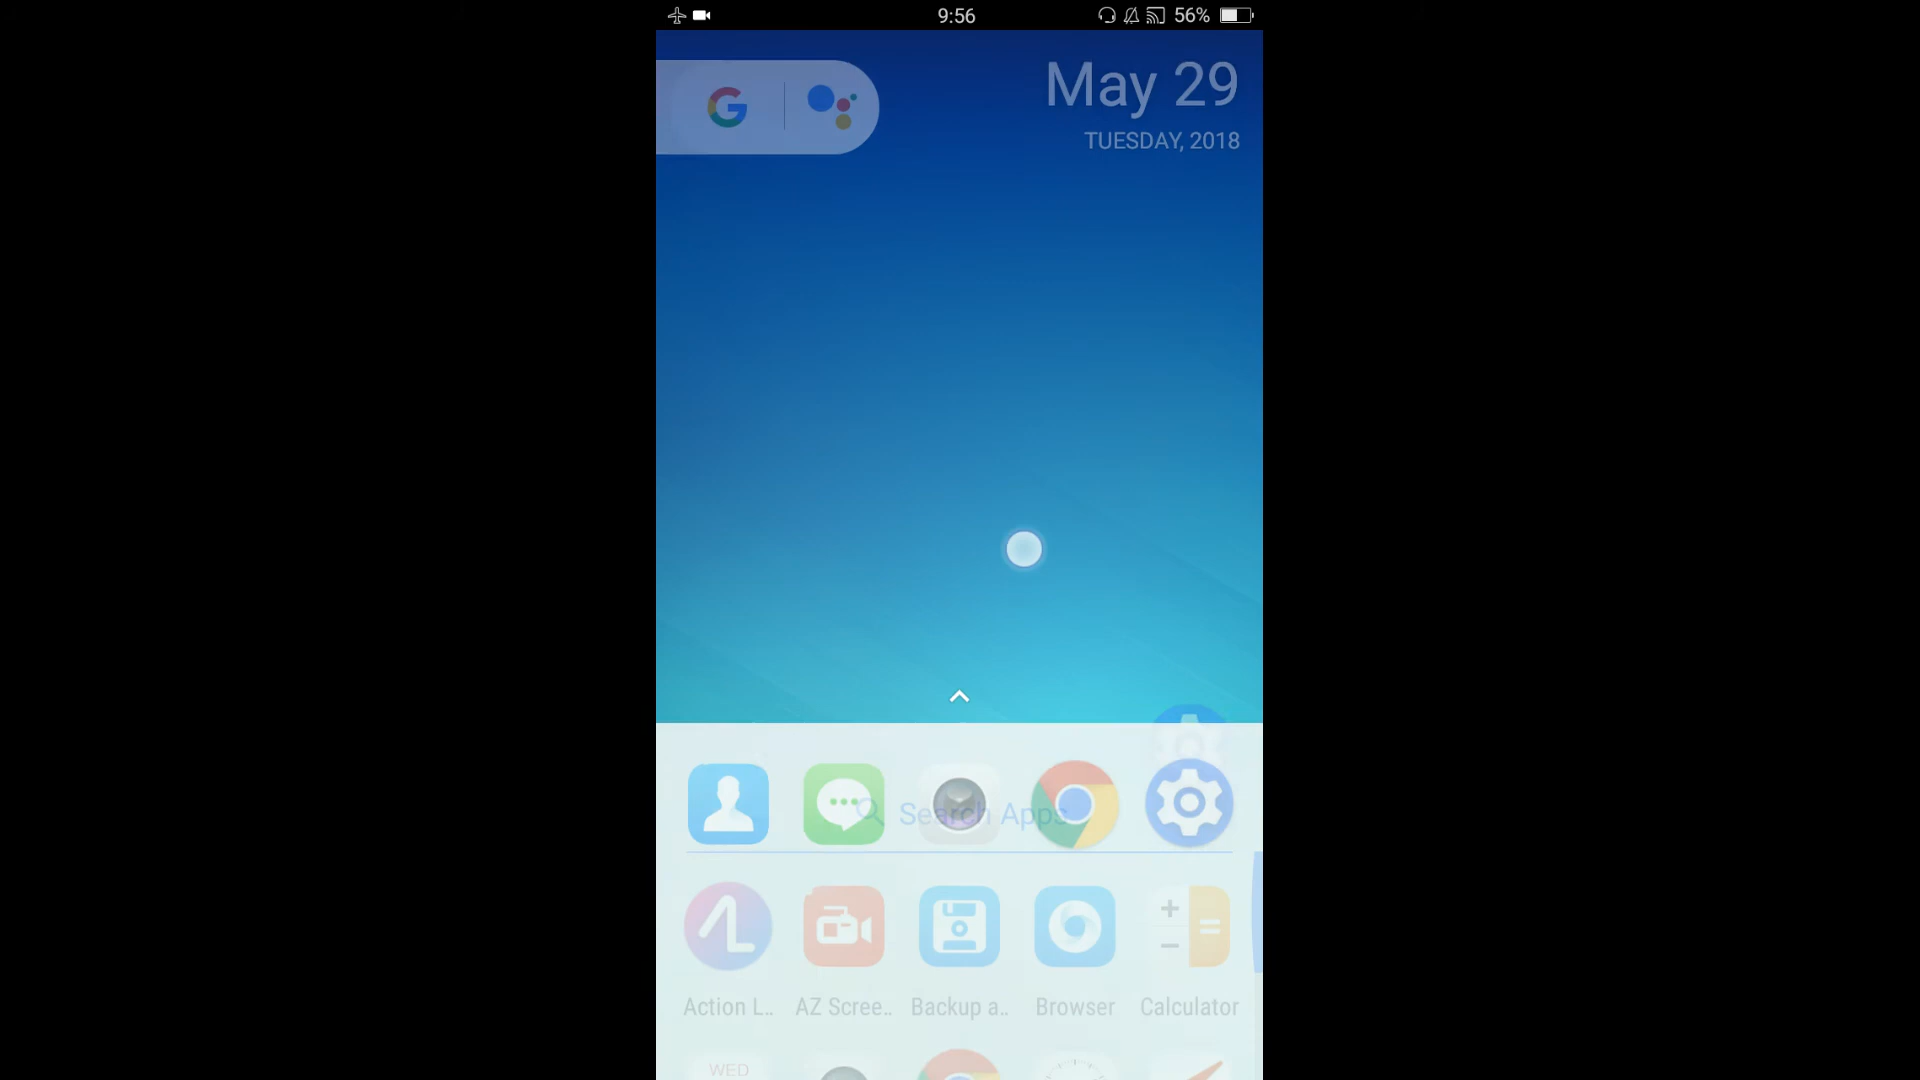 9:56
56%
May 29
TUESDAY, 2018
Search Apps
Action L..
AZ Scree..
Backup a..
Browser
Calculator
WED